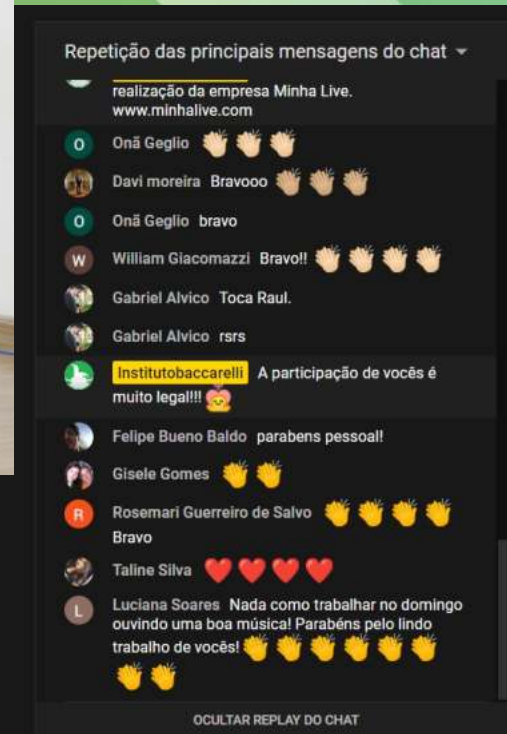 Repetição das principais mensagens do chat
realização da empresa Minha Live.
www.minhalive.com
O Onã Geglio 👏🏻👏🏻👏🏻
Davi moreira Bravooo 👏🏽👏🏽👏🏽
O Onã Geglio bravo
W William Giacomazzi Bravo!! 👏🏻👏🏻👏🏻👏🏻
Gabriel Alvico Toca Raul.
Gabriel Alvico rsrs
Institutobaccarelli A participação de vocês é
muito legal!!!
Felipe Bueno Baldo parabens pessoal!
Gisele Gomes 👏👏
R Rosemari Guerreiro de Salvo 👏👏👏👏
Bravo
Taline Silva ❤️❤️❤️❤️
L Luciana Soares Nada como trabalhar no domingo
ouvindo uma boa música! Parabéns pelo lindo
trabalho de vocês! 👏👏👏👏👏👏
👏👏
OCULTAR REPLAY DO CHAT